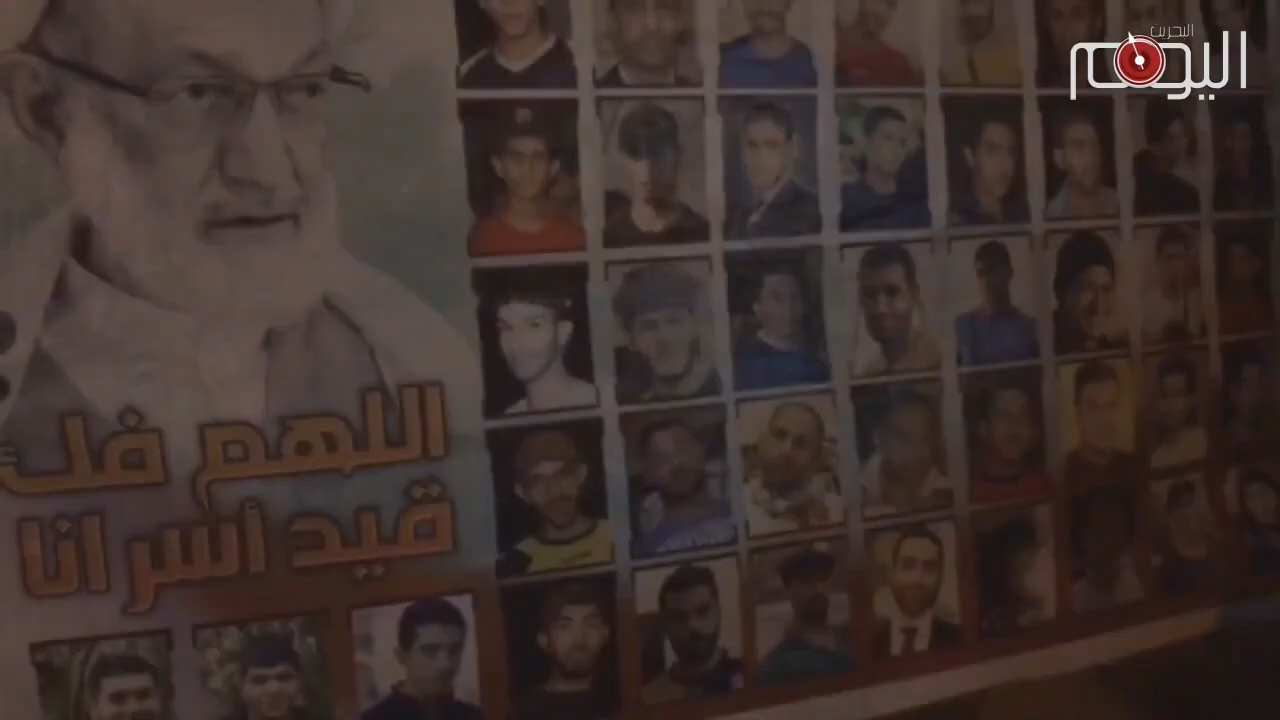 البحرين
اليوم
اللهم فك
قيد أسرانا